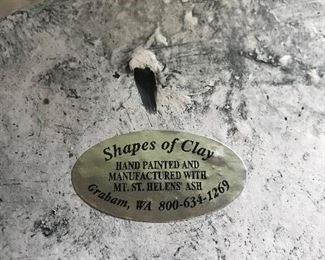 Shapes of Clay
HAND PAINTED AND
MANUFACTURED WITH
MT. ST. HELENS' ASH
Graham, WA 800-634-1269